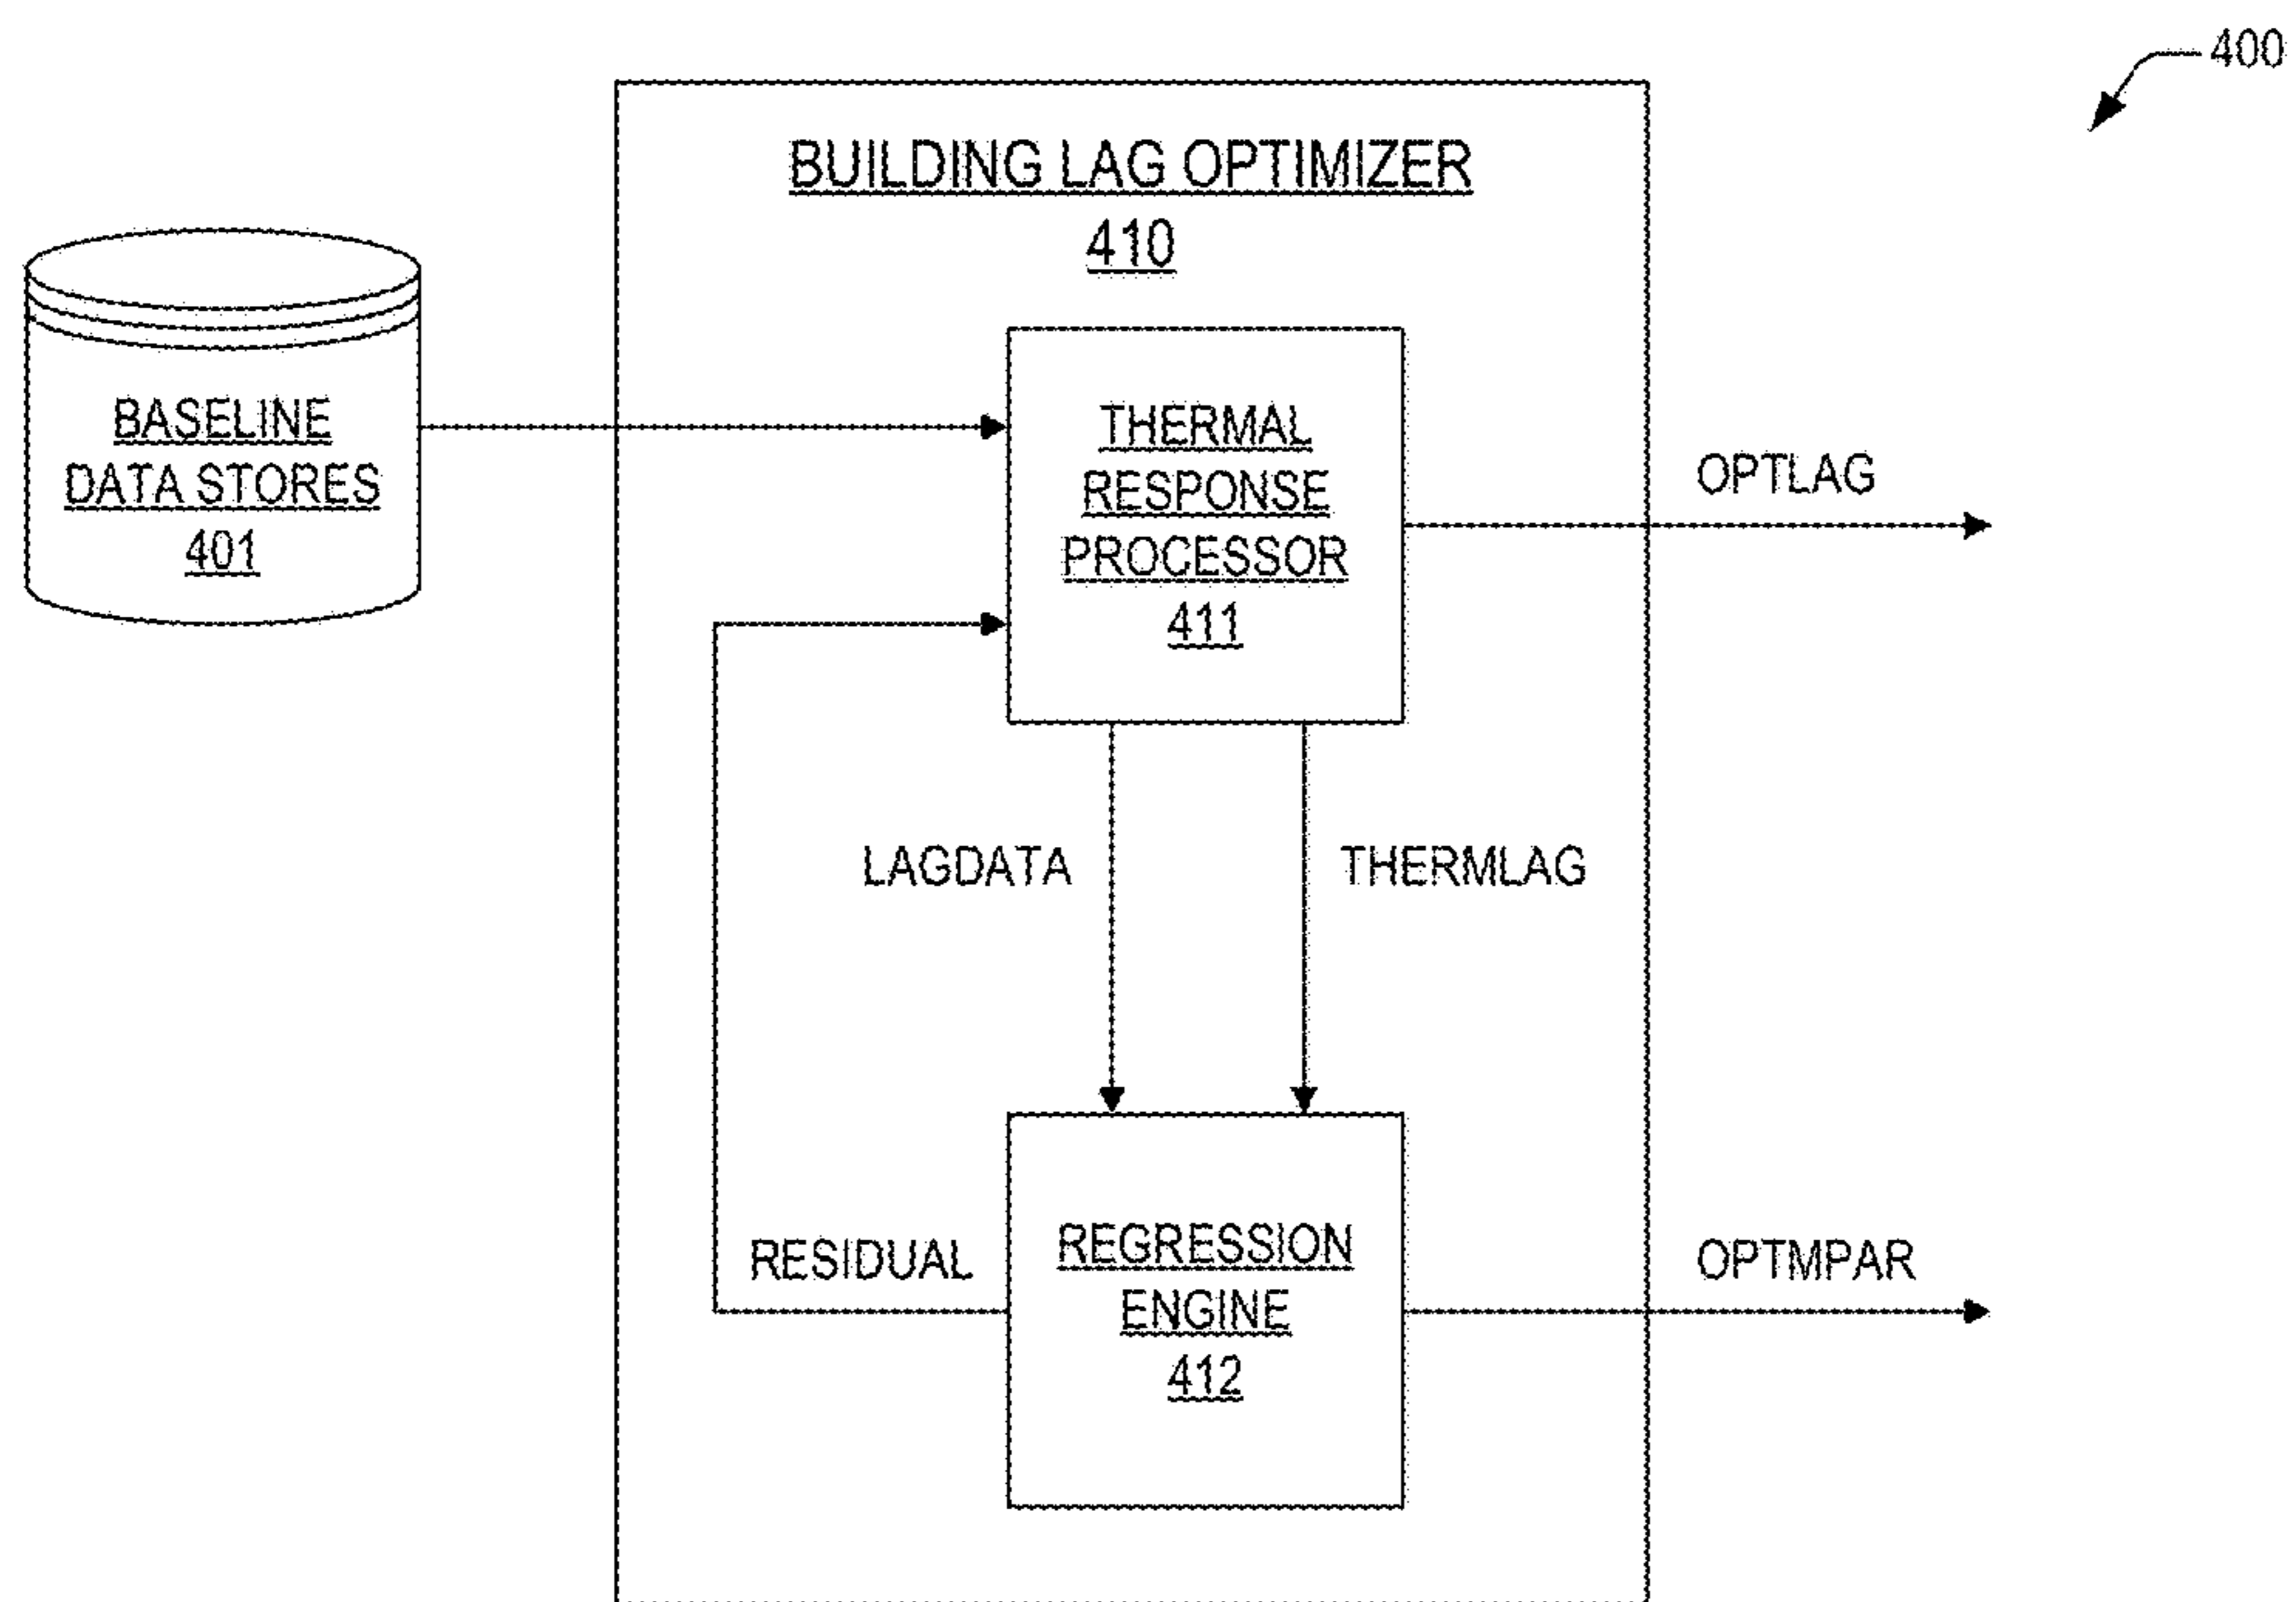 400
BUILDING LAG OPTIMIZER
410
BASELINE
DATA STORES
401
THERMAL
RESPONSE
PROCESSOR
411
OPTLAG
LAGDATA
THERMLAG
RESIDUAL
REGRESSION
ENGINE
412
OPTMPAR